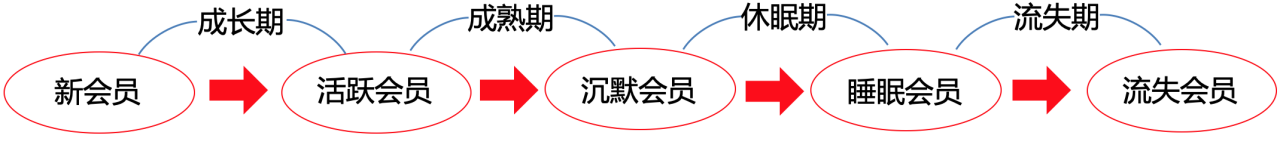 成长期
成熟期
休眠期
流失期
新会员
活跃会员
沉默会员
睡眠会员
流失会员